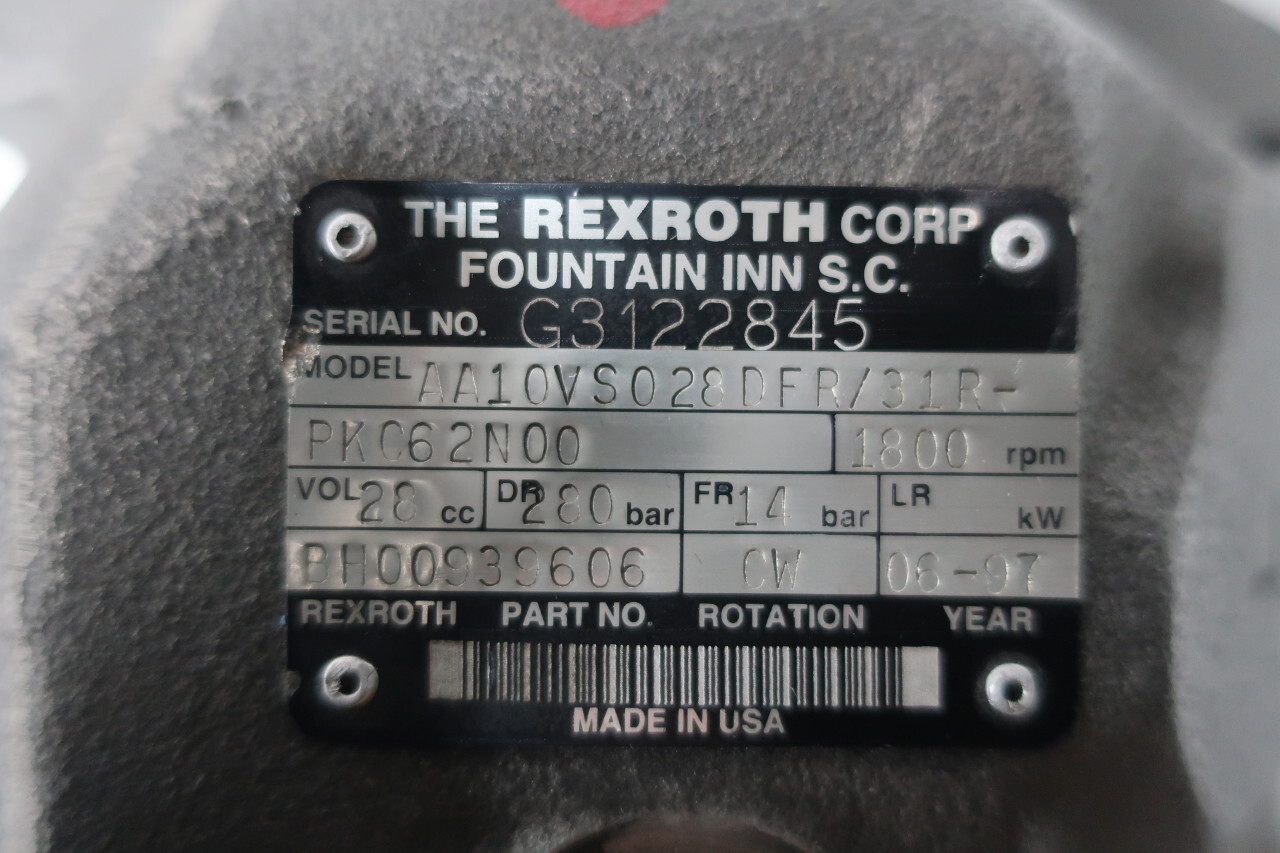 THE REXROTH CORP
FOUNTAIN INN S.C.
SERIAL NO. G3122845
MODEL AA10VSO28DFR/31R-
PKC62N00 1800 rpm
VOL 28 cc DR 280 bar FR 14 bar LR kW
BH00939606 CW 06-97
REXROTH PART NO. ROTATION YEAR
MADE IN USA